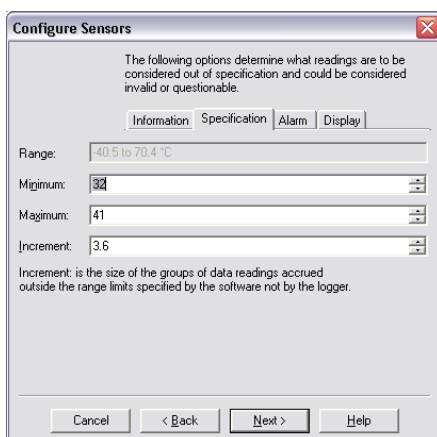 Configure Sensors
The following options determine what readings are to be
considered out of specification and could be considered
invalid or questionable.
Information Specification Alarm Display
Range: -40.5 to 70.4 °C
Minimum: 32
Maximum: 41
Increment: 3.6
Increment: is the size of the groups of data readings accrued
outside the range limits specified by the software not by the logger.
Cancel < Back Next > Help